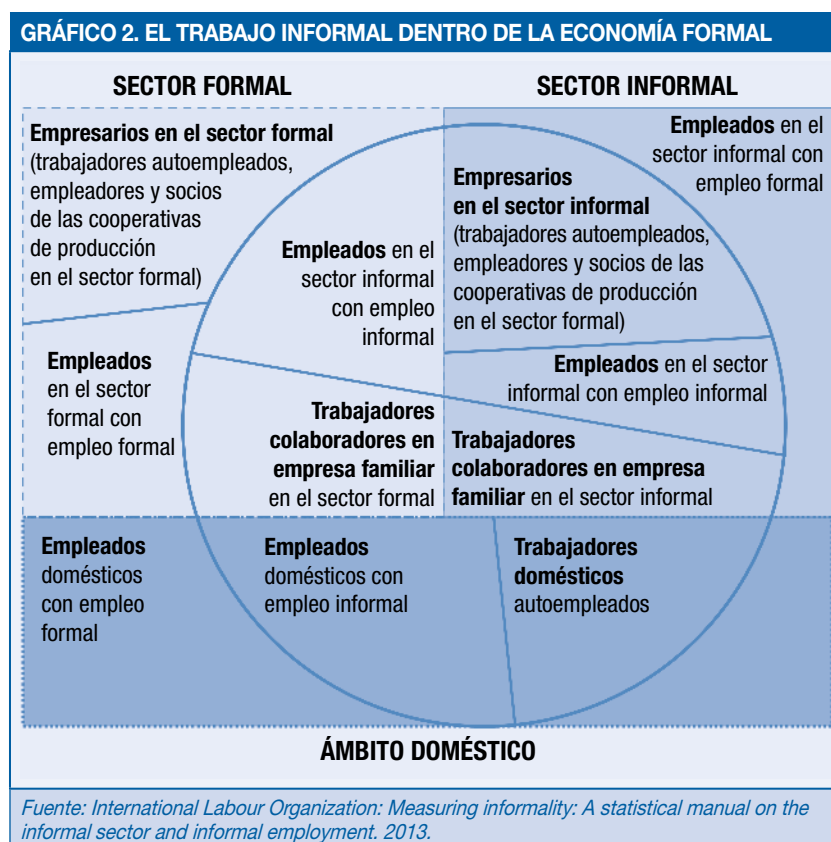 GRÁFICO 2. EL TRABAJO INFORMAL DENTRO DE LA ECONOMÍA FORMAL
SECTOR FORMAL
Empresarios en el sector formal
(trabajadores autoempleados,
empleadores y socios
de las cooperativas
de producción
en el sector formal)
Empleados en el
sector informal
con empleo
informal
Empleados
en el sector
formal con
empleo formal
Trabajadores
colaboradores en
empresa familiar
en el sector formal
SECTOR INFORMAL
Empleados en el
sector informal con
empleo formal
Empresarios
en el sector informal
(trabajadores autoempleados,
empleadores y socios de las
cooperativas de producción
en el sector formal)
Empleados en el sector
informal con empleo informal
Trabajadores
colaboradores en empresa
familiar en el sector informal
Empleados
domésticos
con empleo
formal
Empleados
domésticos con
empleo informal
Trabajadores
domésticos
autoempleados
ÁMBITO DOMÉSTICO
Fuente: International Labour Organization: Measuring informality: A statistical manual on the
informal sector and informal employment. 2013.